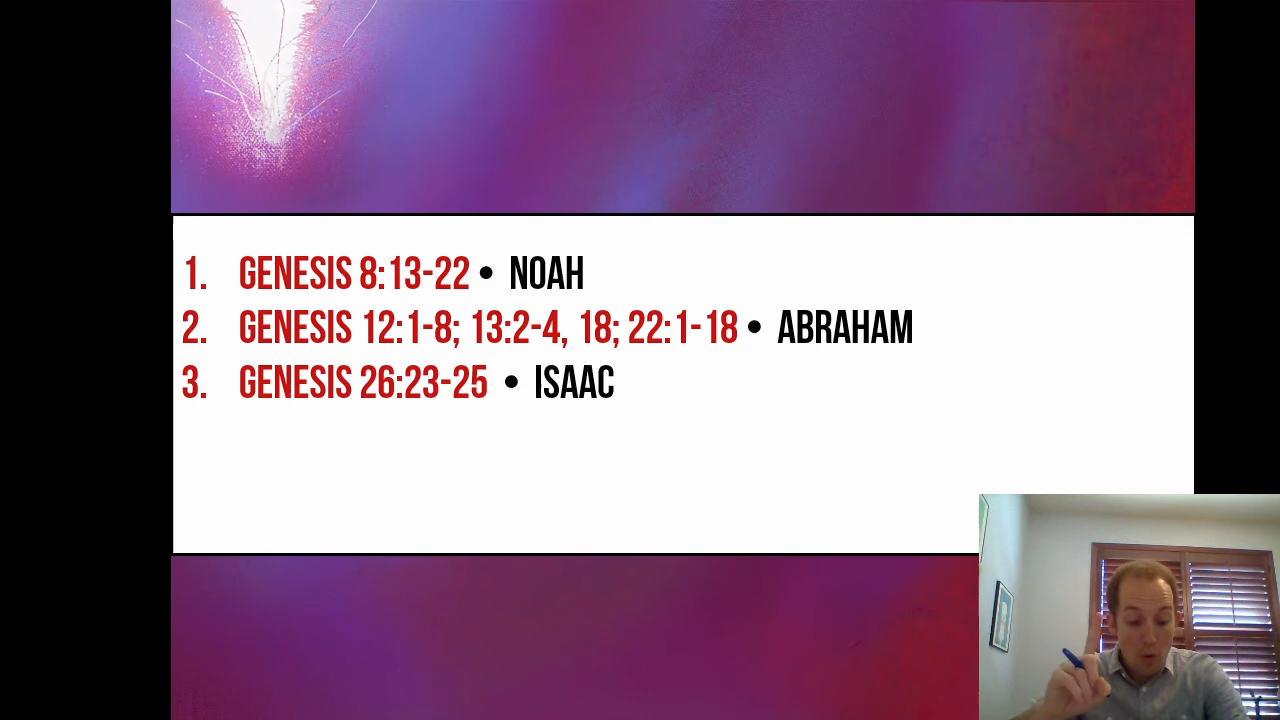 1. GENESIS 8:13-22 • NOAH
2. GENESIS 12:1-8; 13:2-4, 18; 22:1-18 • ABRAHAM
3. GENESIS 26:23-25 • ISAAC